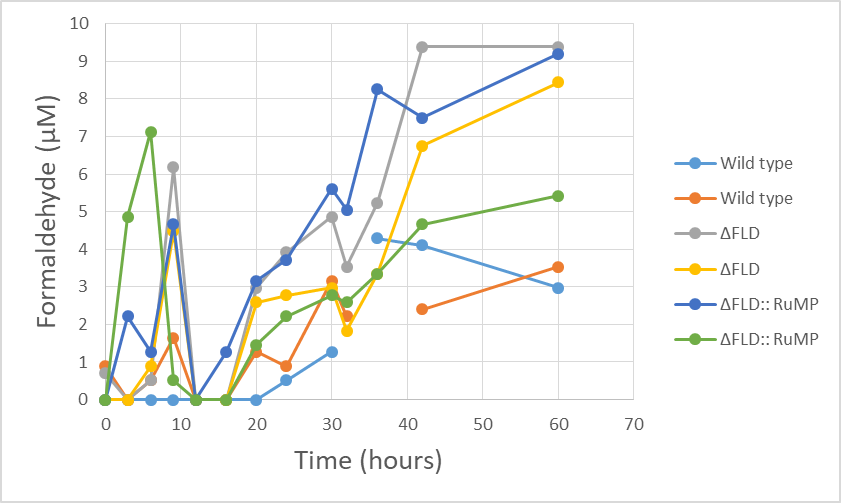 10
9
8
7
6
5
4
3
2
1
0
Formaldehyde (µM)
0 10 20 30 40 50 60 70
Time (hours)
Wild type
Wild type
ΔFLD
ΔFLD
ΔFLD:: RuMP
ΔFLD:: RuMP